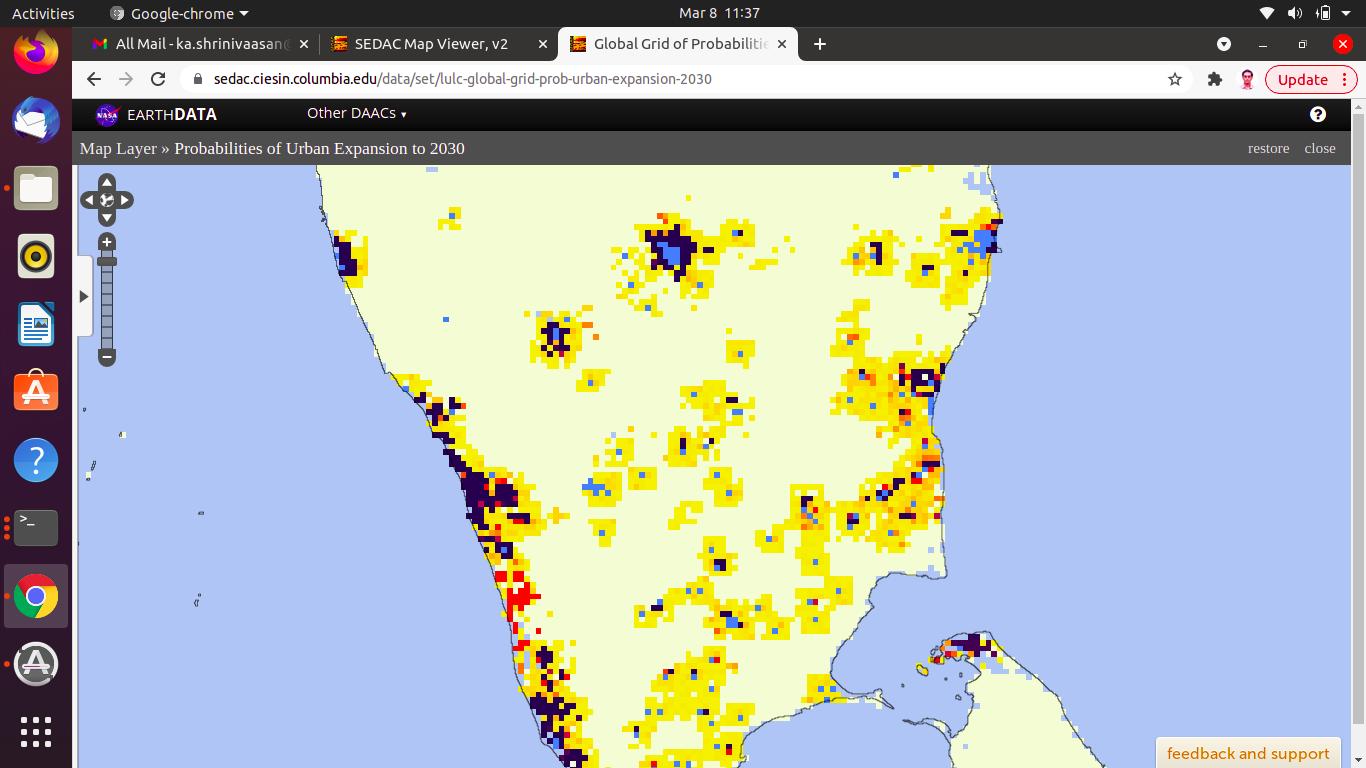 Activities
Google-chrome
Mar 8 11:37
All Mail - ka.shrinivaasan@
SEDAC Map Viewer, v2
Global Grid of Probabilitie
sedac.ciesin.columbia.edu/data/set/lulc-global-grid-prob-urban-expansion-2030
Update
NASA
EARTHDATA
Other DAACs
Map Layer » Probabilities of Urban Expansion to 2030
restore
close
feedback and support